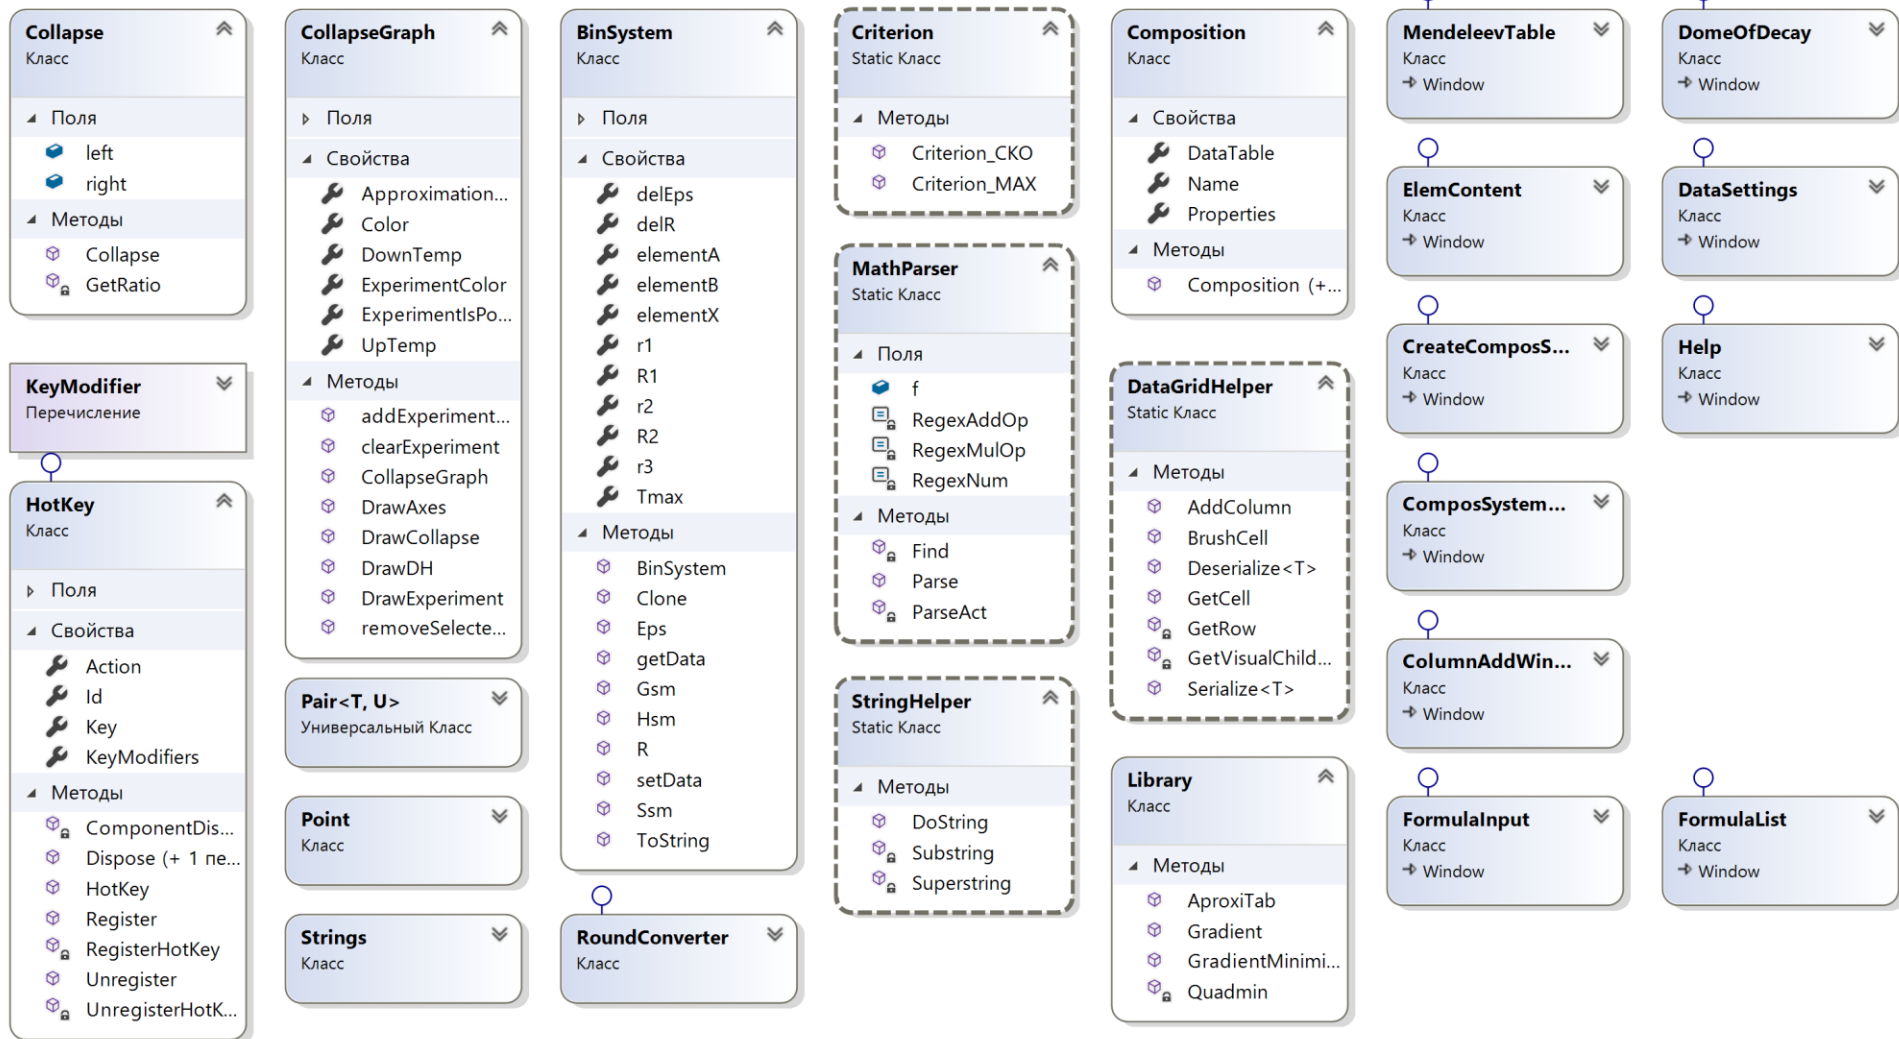 Collapse
Класс
Поля
left
right
Методы
Collapse
GetRatio
KeyModifier
Перечисление
HotKey
Класс
Поля
Свойства
Action
Id
Key
KeyModifiers
Методы
ComponentDis...
Dispose (+ 1 пе...
HotKey
Register
RegisterHotKey
Unregister
UnregisterHotK...
CollapseGraph
Класс
Поля
Свойства
Approximation...
Color
DownTemp
ExperimentColor
ExperimentIsPo...
UpTemp
Методы
addExperiment...
clearExperiment
CollapseGraph
DrawAxes
DrawCollapse
DrawDH
DrawExperiment
removeSelecte...
Pair<T, U>
Универсальный Класс
Point
Класс
Strings
Класс
BinSystem
Класс
Поля
Свойства
delEps
delR
elementA
elementB
elementX
r1
R1
r2
R2
r3
Tmax
Методы
BinSystem
Clone
Eps
getData
Gsm
Hsm
R
setData
Ssm
ToString
RoundConverter
Класс
Criterion
Static Класс
Методы
Criterion_CKO
Criterion_MAX
MathParser
Static Класс
Поля
f
RegexAddOp
RegexMulOp
RegexNum
Методы
Find
Parse
ParseAct
StringHelper
Static Класс
Методы
DoString
Substring
Superstring
Composition
Класс
Свойства
DataTable
Name
Properties
Методы
Composition (+...
DataGridHelper
Static Класс
Методы
AddColumn
BrushCell
Deserialize<T>
GetCell
GetRow
GetVisualChild...
Serialize<T>
Library
Класс
Методы
AproxiTab
Gradient
GradientMinimi...
Quadmin
MendeleevTable
Класс
Window
ElemContent
Класс
Window
CreateComposS...
Класс
Window
ComposSystem...
Класс
Window
ColumnAddWin...
Класс
Window
FormulaInput
Класс
Window
DomeOfDecay
Класс
Window
DataSettings
Класс
Window
Help
Класс
Window
FormulaList
Класс
Window